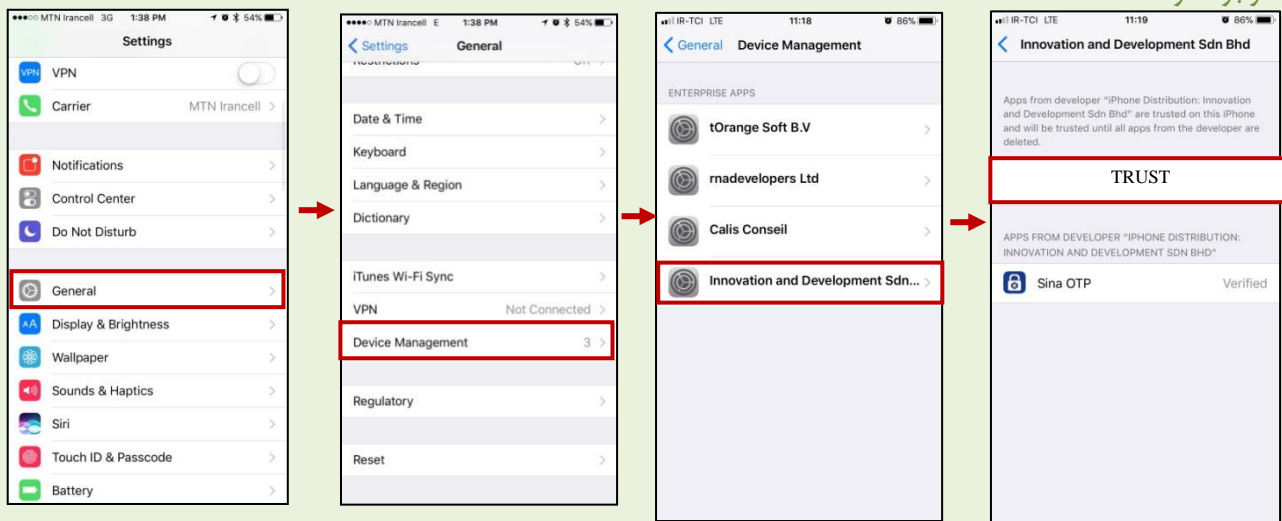 MTN Irancell 3G 1:38 PM 54%
Settings
VPN VPN
Carrier MTN Irancell
Notifications
Control Center
Do Not Disturb
General
AA Display & Brightness
Wallpaper
Sounds & Haptics
Siri
Touch ID & Passcode
Battery
MTN Irancell E 1:38 PM 54%
Settings General
Date & Time
Keyboard
Language & Region
Dictionary
iTunes Wi-Fi Sync
VPN Not Connected
Device Management 3
Regulatory
Reset
IR-TCI LTE 11:18 86%
General Device Management
ENTERPRISE APPS
tOrange Soft B.V
rnadevelopers Ltd
Calis Conseil
Innovation and Development Sdn...
IR-TCI LTE 11:19 86%
Innovation and Development Sdn Bhd
Apps from developer "iPhone Distribution: Innovation
and Development Sdn Bhd" are trusted on this iPhone
and will be trusted until all apps from the developer are
deleted.
TRUST
APPS FROM DEVELOPER "IPHONE DISTRIBUTION:
INNOVATION AND DEVELOPMENT SDN BHD"
Sina OTP Verified